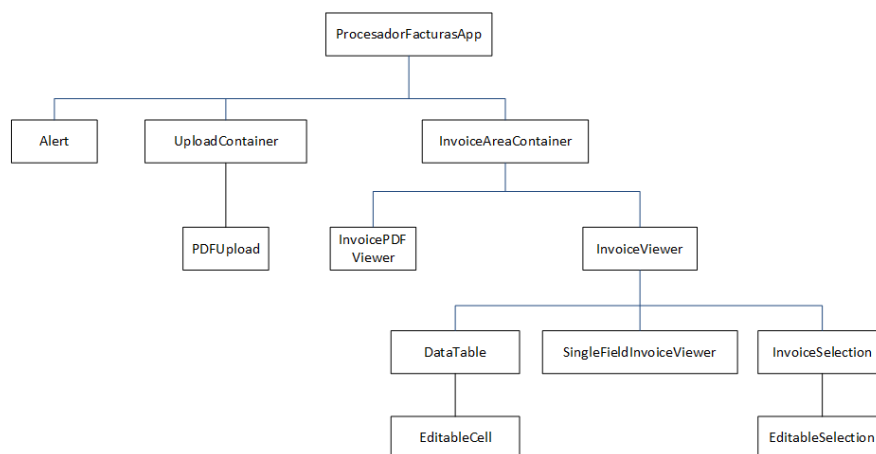 ProcesadorFacturasApp
Alert
UploadContainer
InvoiceAreaContainer
PDFUpload
InvoicePDF
Viewer
InvoiceViewer
DataTable
SingleFieldInvoiceViewer
InvoiceSelection
EditableCell
EditableSelection